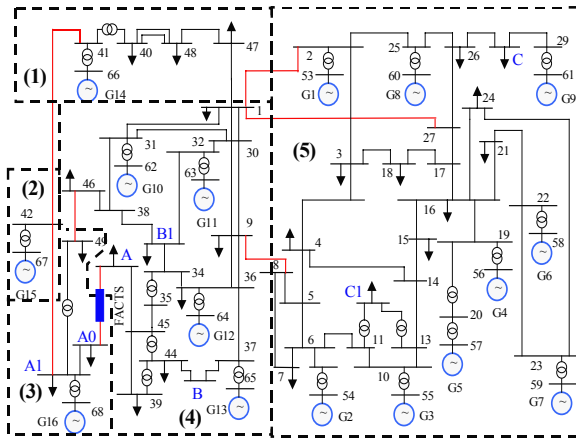 47
41
40
48
(1)
66
G14
2
53
G1
25
60
G8
26
C
29
61
G9
24
1
27
(5)
21
31
32
30
62
G10
63
G11
3
18
17
(2)
46
38
16
22
58
G6
42
49
B1
9
15
19
67
G15
A
4
56
G4
34
36
8
14
FACTS
35
64
G12
5
C1
20
A0
45
6
11
13
57
G5
A1
44
37
(3)
68
G16
39
B
(4)
65
G13
7
54
G2
10
55
G3
23
59
G7